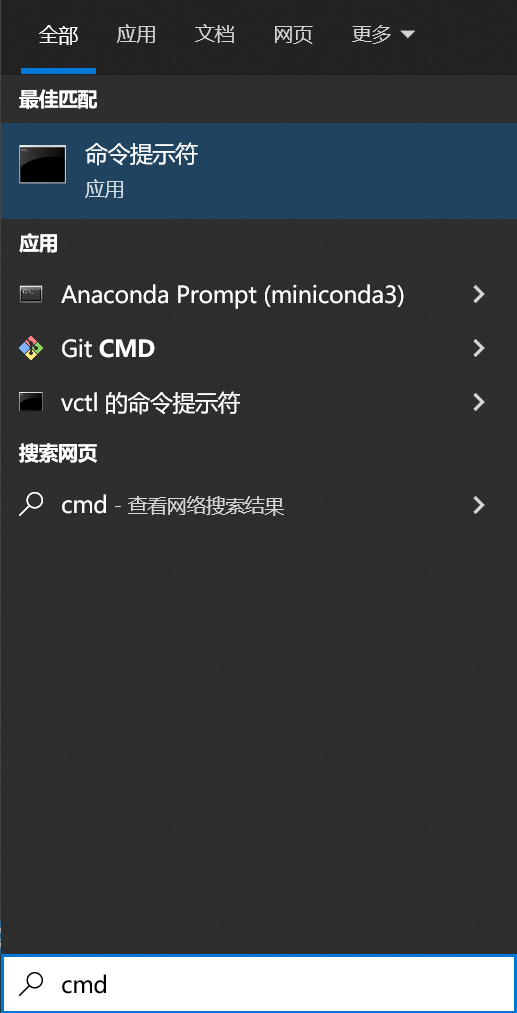 全部 应用 文档 网页 更多
最佳匹配
命令提示符
应用
应用
Anaconda Prompt (miniconda3)
Git CMD
vctl 的命令提示符
搜索网页
cmd - 查看网络搜索结果
cmd